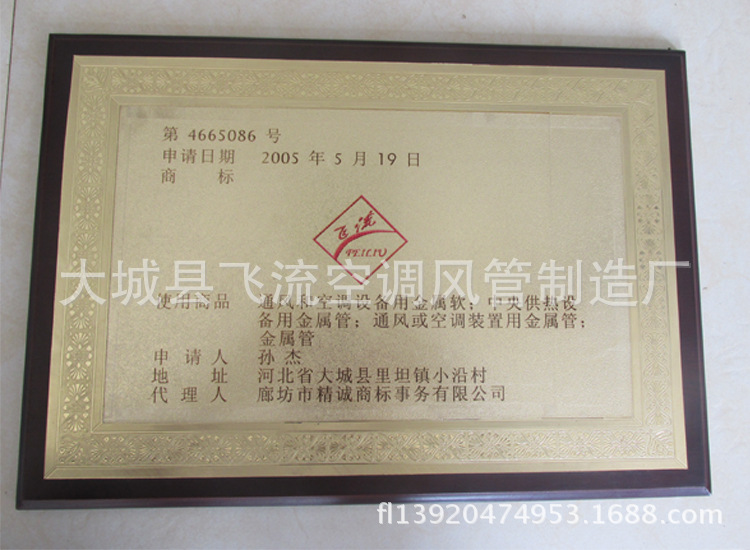 第 4665086 号
申请日期 2005 年 5 月 19 日
商 标
飞流
FEILIU
大城县飞流空调风管制造厂
使用商品 通风和空调设备用金属软；中央供热设
备用金属管；通风或空调装置用金属管；
金属管
申 请 人 孙 杰
地 址 河北省大城县里坦镇小沿村
代 理 人 廊坊市精诚商标事务有限公司
fl13920474953.1688.com